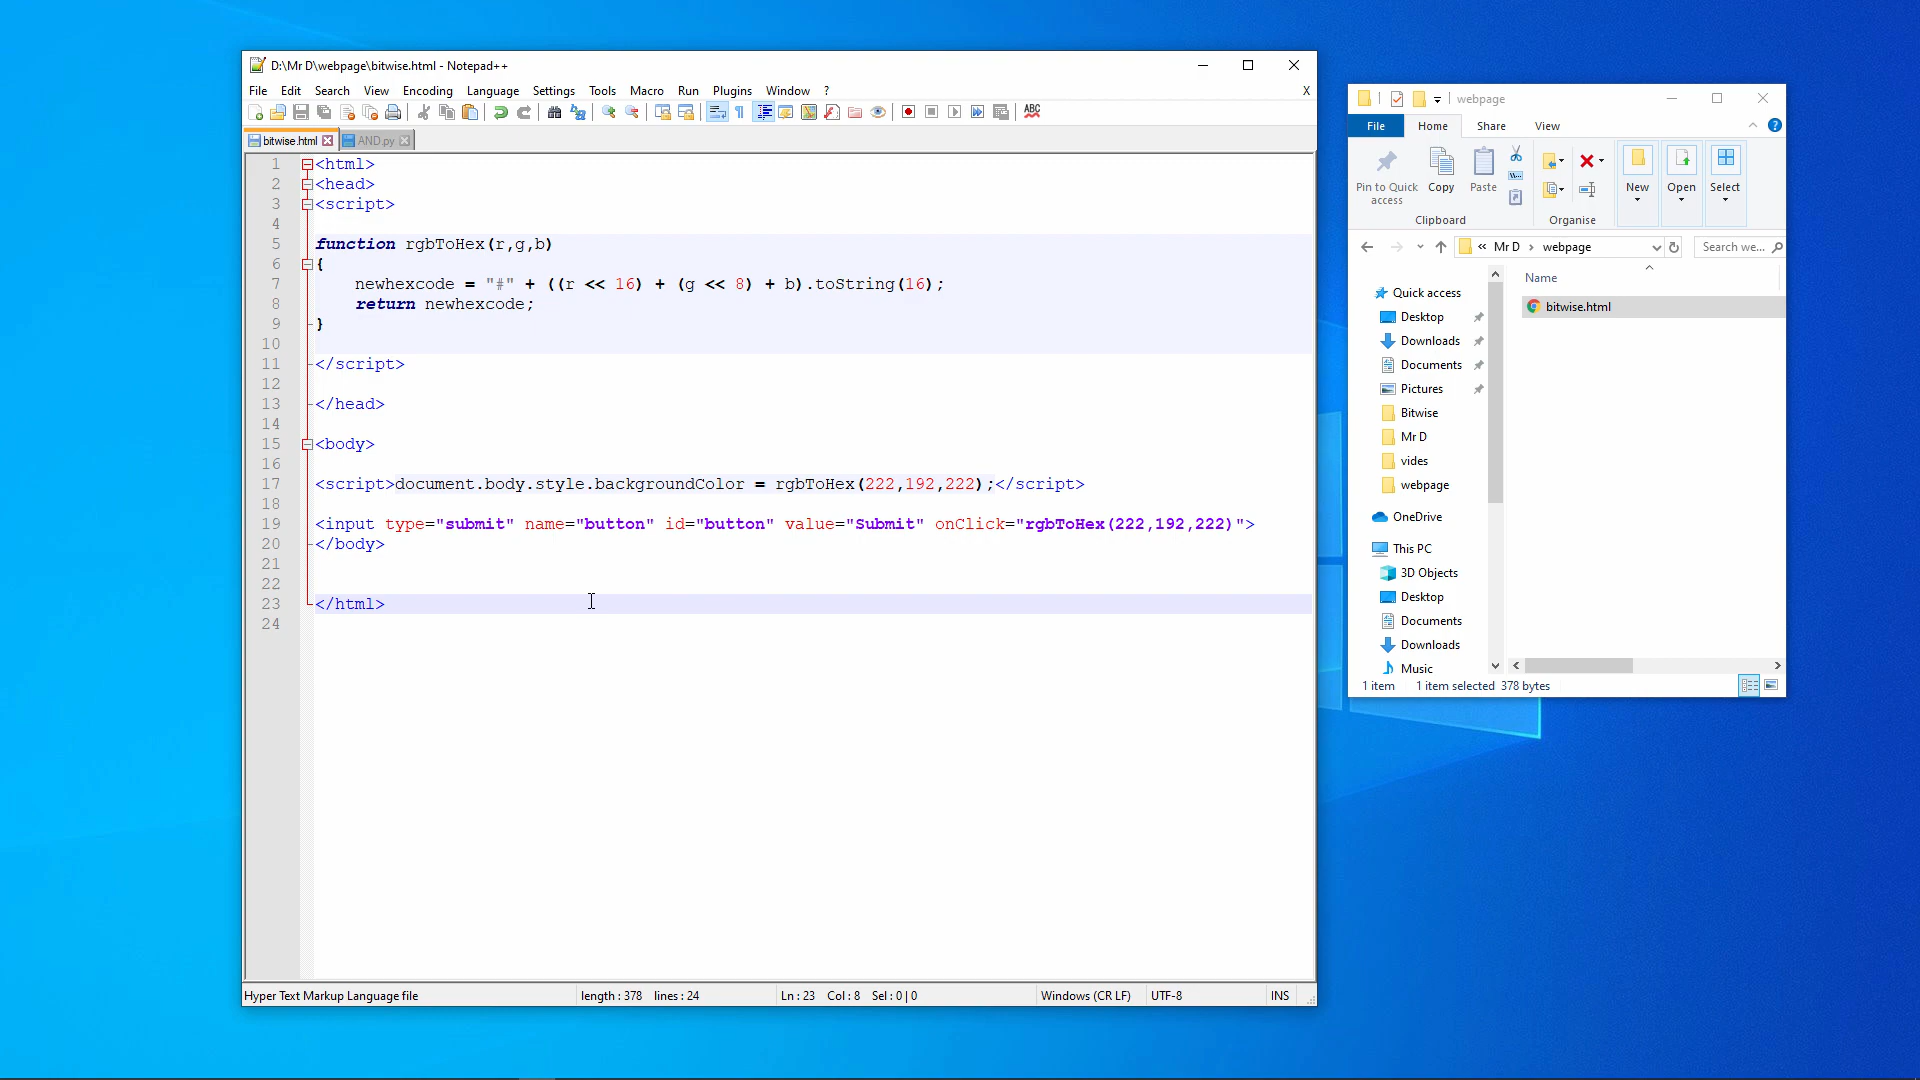 D:\Mr D\webpage\bitwise.html - Notepad++
File Edit Search View Encoding Language Settings Tools Macro Run Plugins Window ? X
ABC
bitwise.html AND.py
1 <html>
2 <head>
3 <script>
4
5 function rgbToHex(r,g,b)
6 {
7 newhexcode = "#" + ((r << 16) + (g << 8) + b).toString(16);
8 return newhexcode;
9 }
10
11 </script>
12
13 </head>
14
15 <body>
16
17 <script>document.body.style.backgroundColor = rgbToHex(222,192,222);</script>
18
19 <input type="submit" name="button" id="button" value="Submit" onClick="rgbToHex(222,192,222)">
20 </body>
21
22
23 </html>
24
Hyper Text Markup Language file length : 378 lines : 24 Ln : 23 Col : 8 Sel : 0 | 0 Windows (CR LF) UTF-8 INS
webpage
File Home Share View
Pin to Quick access
Copy
Paste
New
Open
Select
Clipboard
Organise
« Mr D › webpage
Search we...
Name
bitwise.html
Quick access
Desktop
Downloads
Documents
Pictures
Bitwise
Mr D
vides
webpage
OneDrive
This PC
3D Objects
Desktop
Documents
Downloads
Music
1 item 1 item selected 378 bytes